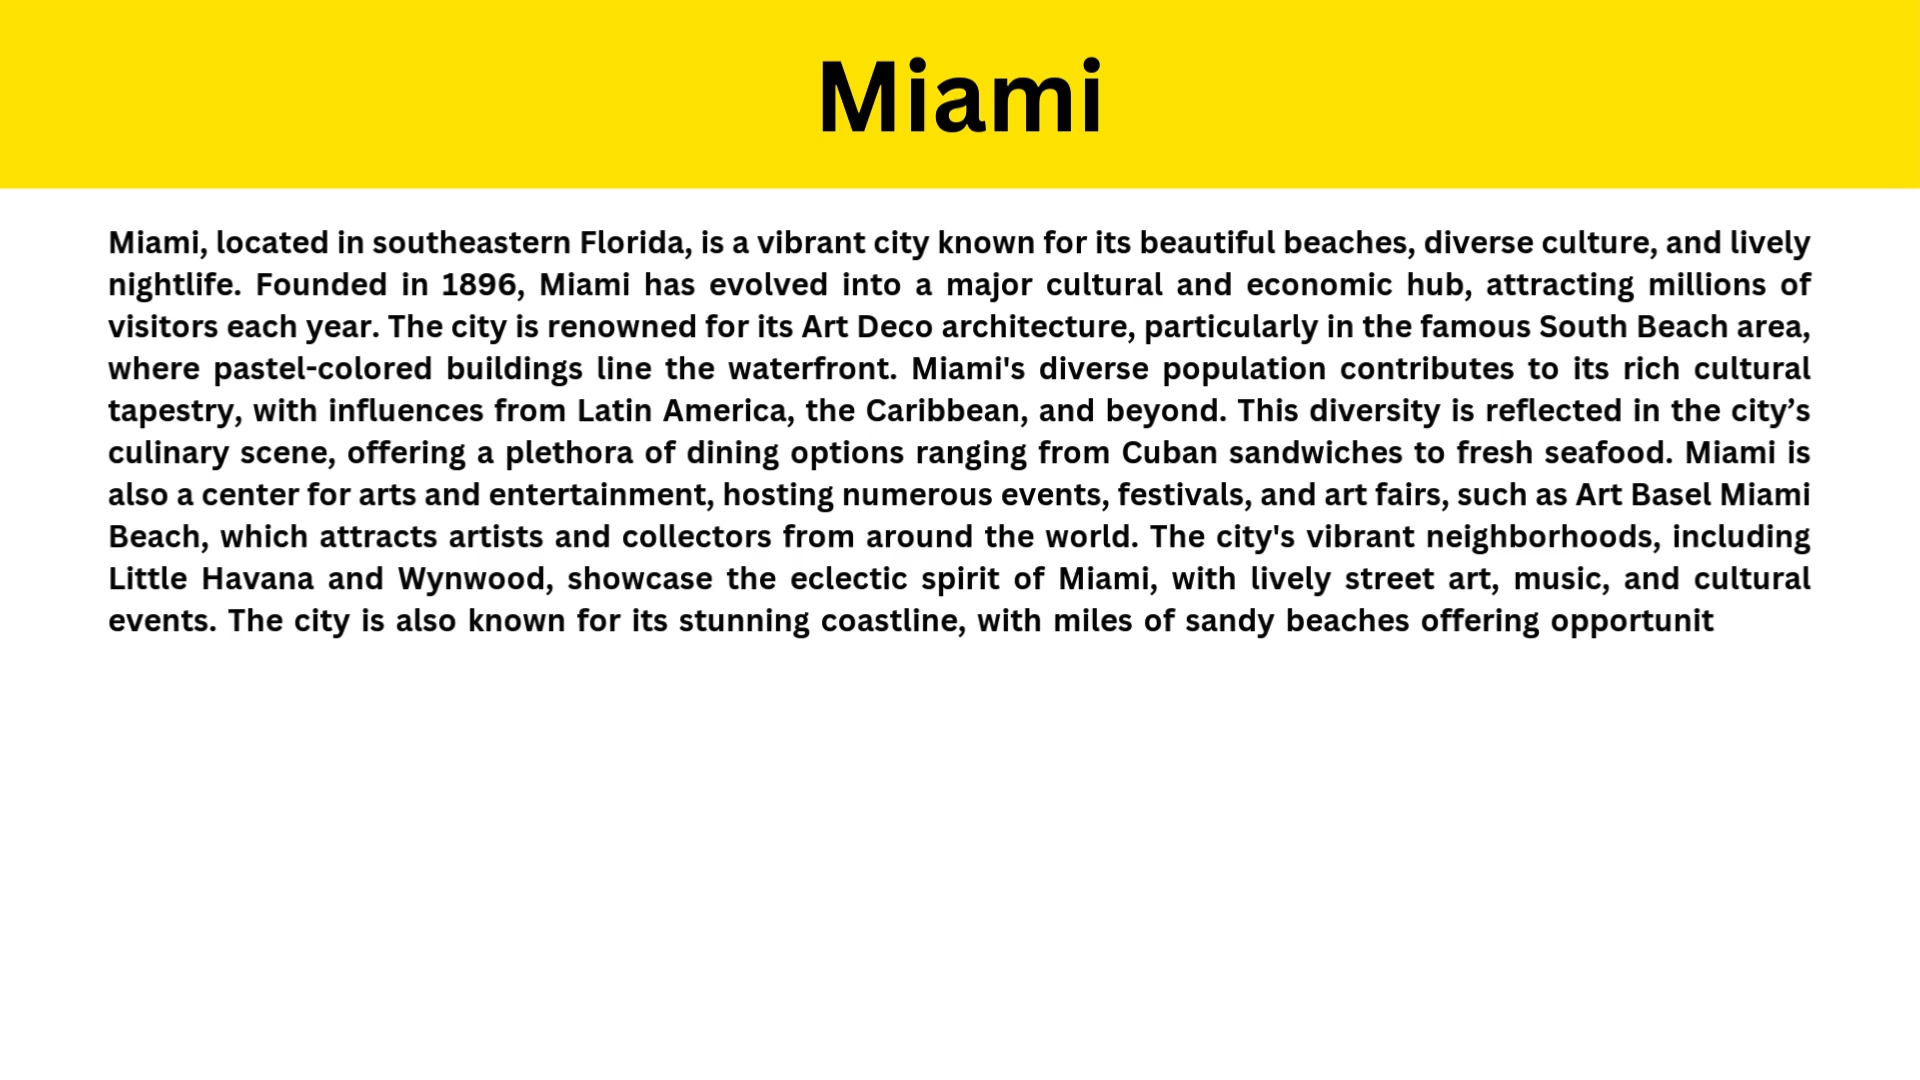 Miami
Miami, located in southeastern Florida, is a vibrant city known for its beautiful beaches, diverse culture, and lively
nightlife. Founded in 1896, Miami has evolved into a major cultural and economic hub, attracting millions of
visitors each year. The city is renowned for its Art Deco architecture, particularly in the famous South Beach area,
where pastel-colored buildings line the waterfront. Miami's diverse population contributes to its rich cultural
tapestry, with influences from Latin America, the Caribbean, and beyond. This diversity is reflected in the city’s
culinary scene, offering a plethora of dining options ranging from Cuban sandwiches to fresh seafood. Miami is
also a center for arts and entertainment, hosting numerous events, festivals, and art fairs, such as Art Basel Miami
Beach, which attracts artists and collectors from around the world. The city's vibrant neighborhoods, including
Little Havana and Wynwood, showcase the eclectic spirit of Miami, with lively street art, music, and cultural
events. The city is also known for its stunning coastline, with miles of sandy beaches offering opportunit